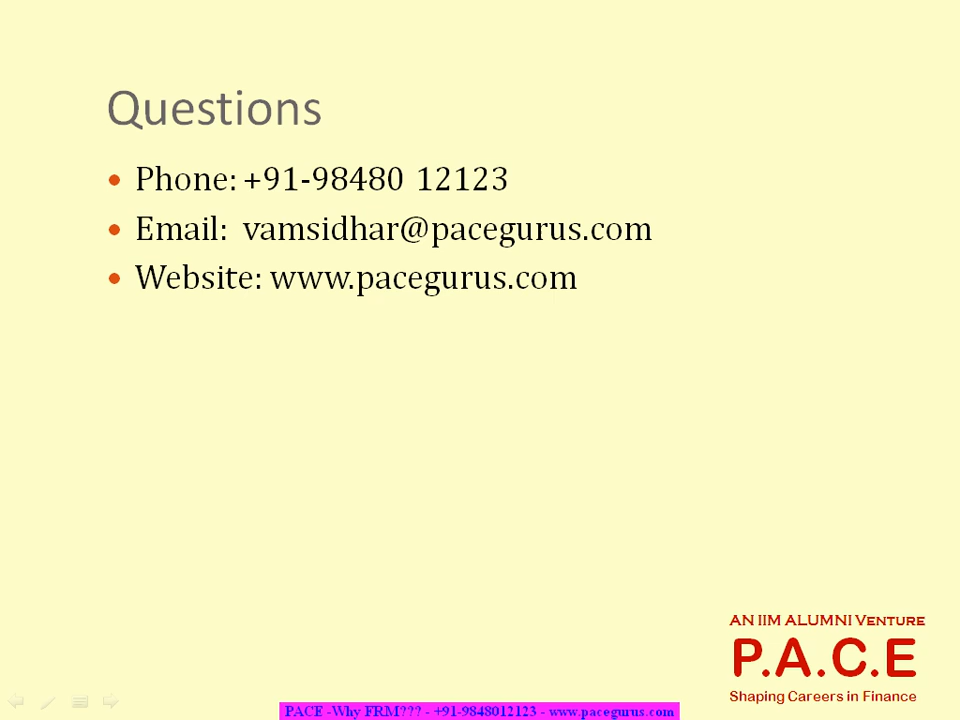 Questions
Phone: +91-98480 12123
Email: vamsidhar@pacegurus.com
Website: www.pacegurus.com
AN IIM ALUMNI VENTURE
P.A.C.E
Shaping Careers in Finance
PACE -Why FRM??? - +91-9848012123 - www.pacegurus.com